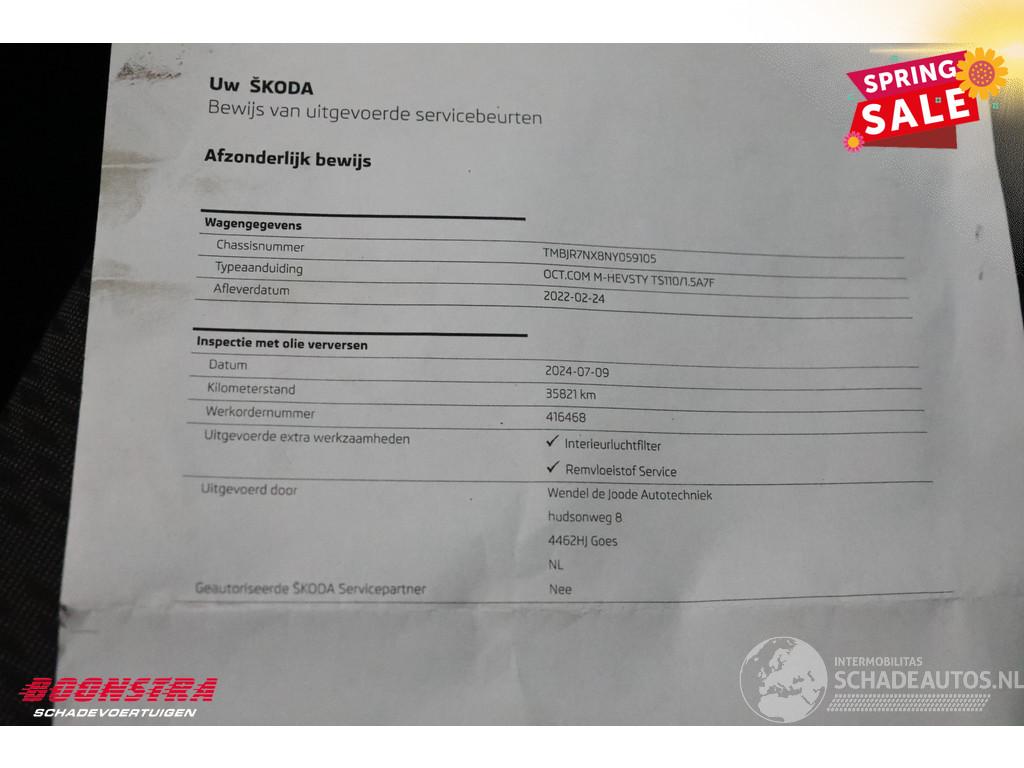 SPRING
SALE
Uw ŠKODA
Bewijs van uitgevoerde servicebeurten
Afzonderlijk bewijs
Wagengegevens
Chassisnummer TMBJR7NX8NY059105
Typeaanduiding OCT.COM M-HEVSTY TS110/1.5A7F
Afleverdatum 2022-02-24
Inspectie met olie verversen
Datum 2024-07-09
Kilometerstand 35821 km
Werkordernummer 416468
Uitgevoerde extra werkzaamheden ✓ Interieurluchtfilter
✓ Remvloeistof Service
Uitgevoerd door Wendel de Joode Autotechniek
hudsonweg 8
4462HJ Goes
NL
Geautoriseerde ŠKODA Servicepartner Nee
BOONSTRA
SCHADEVOERTUIGEN
INTERMOBILITAS
SCHADEAUTOS.NL